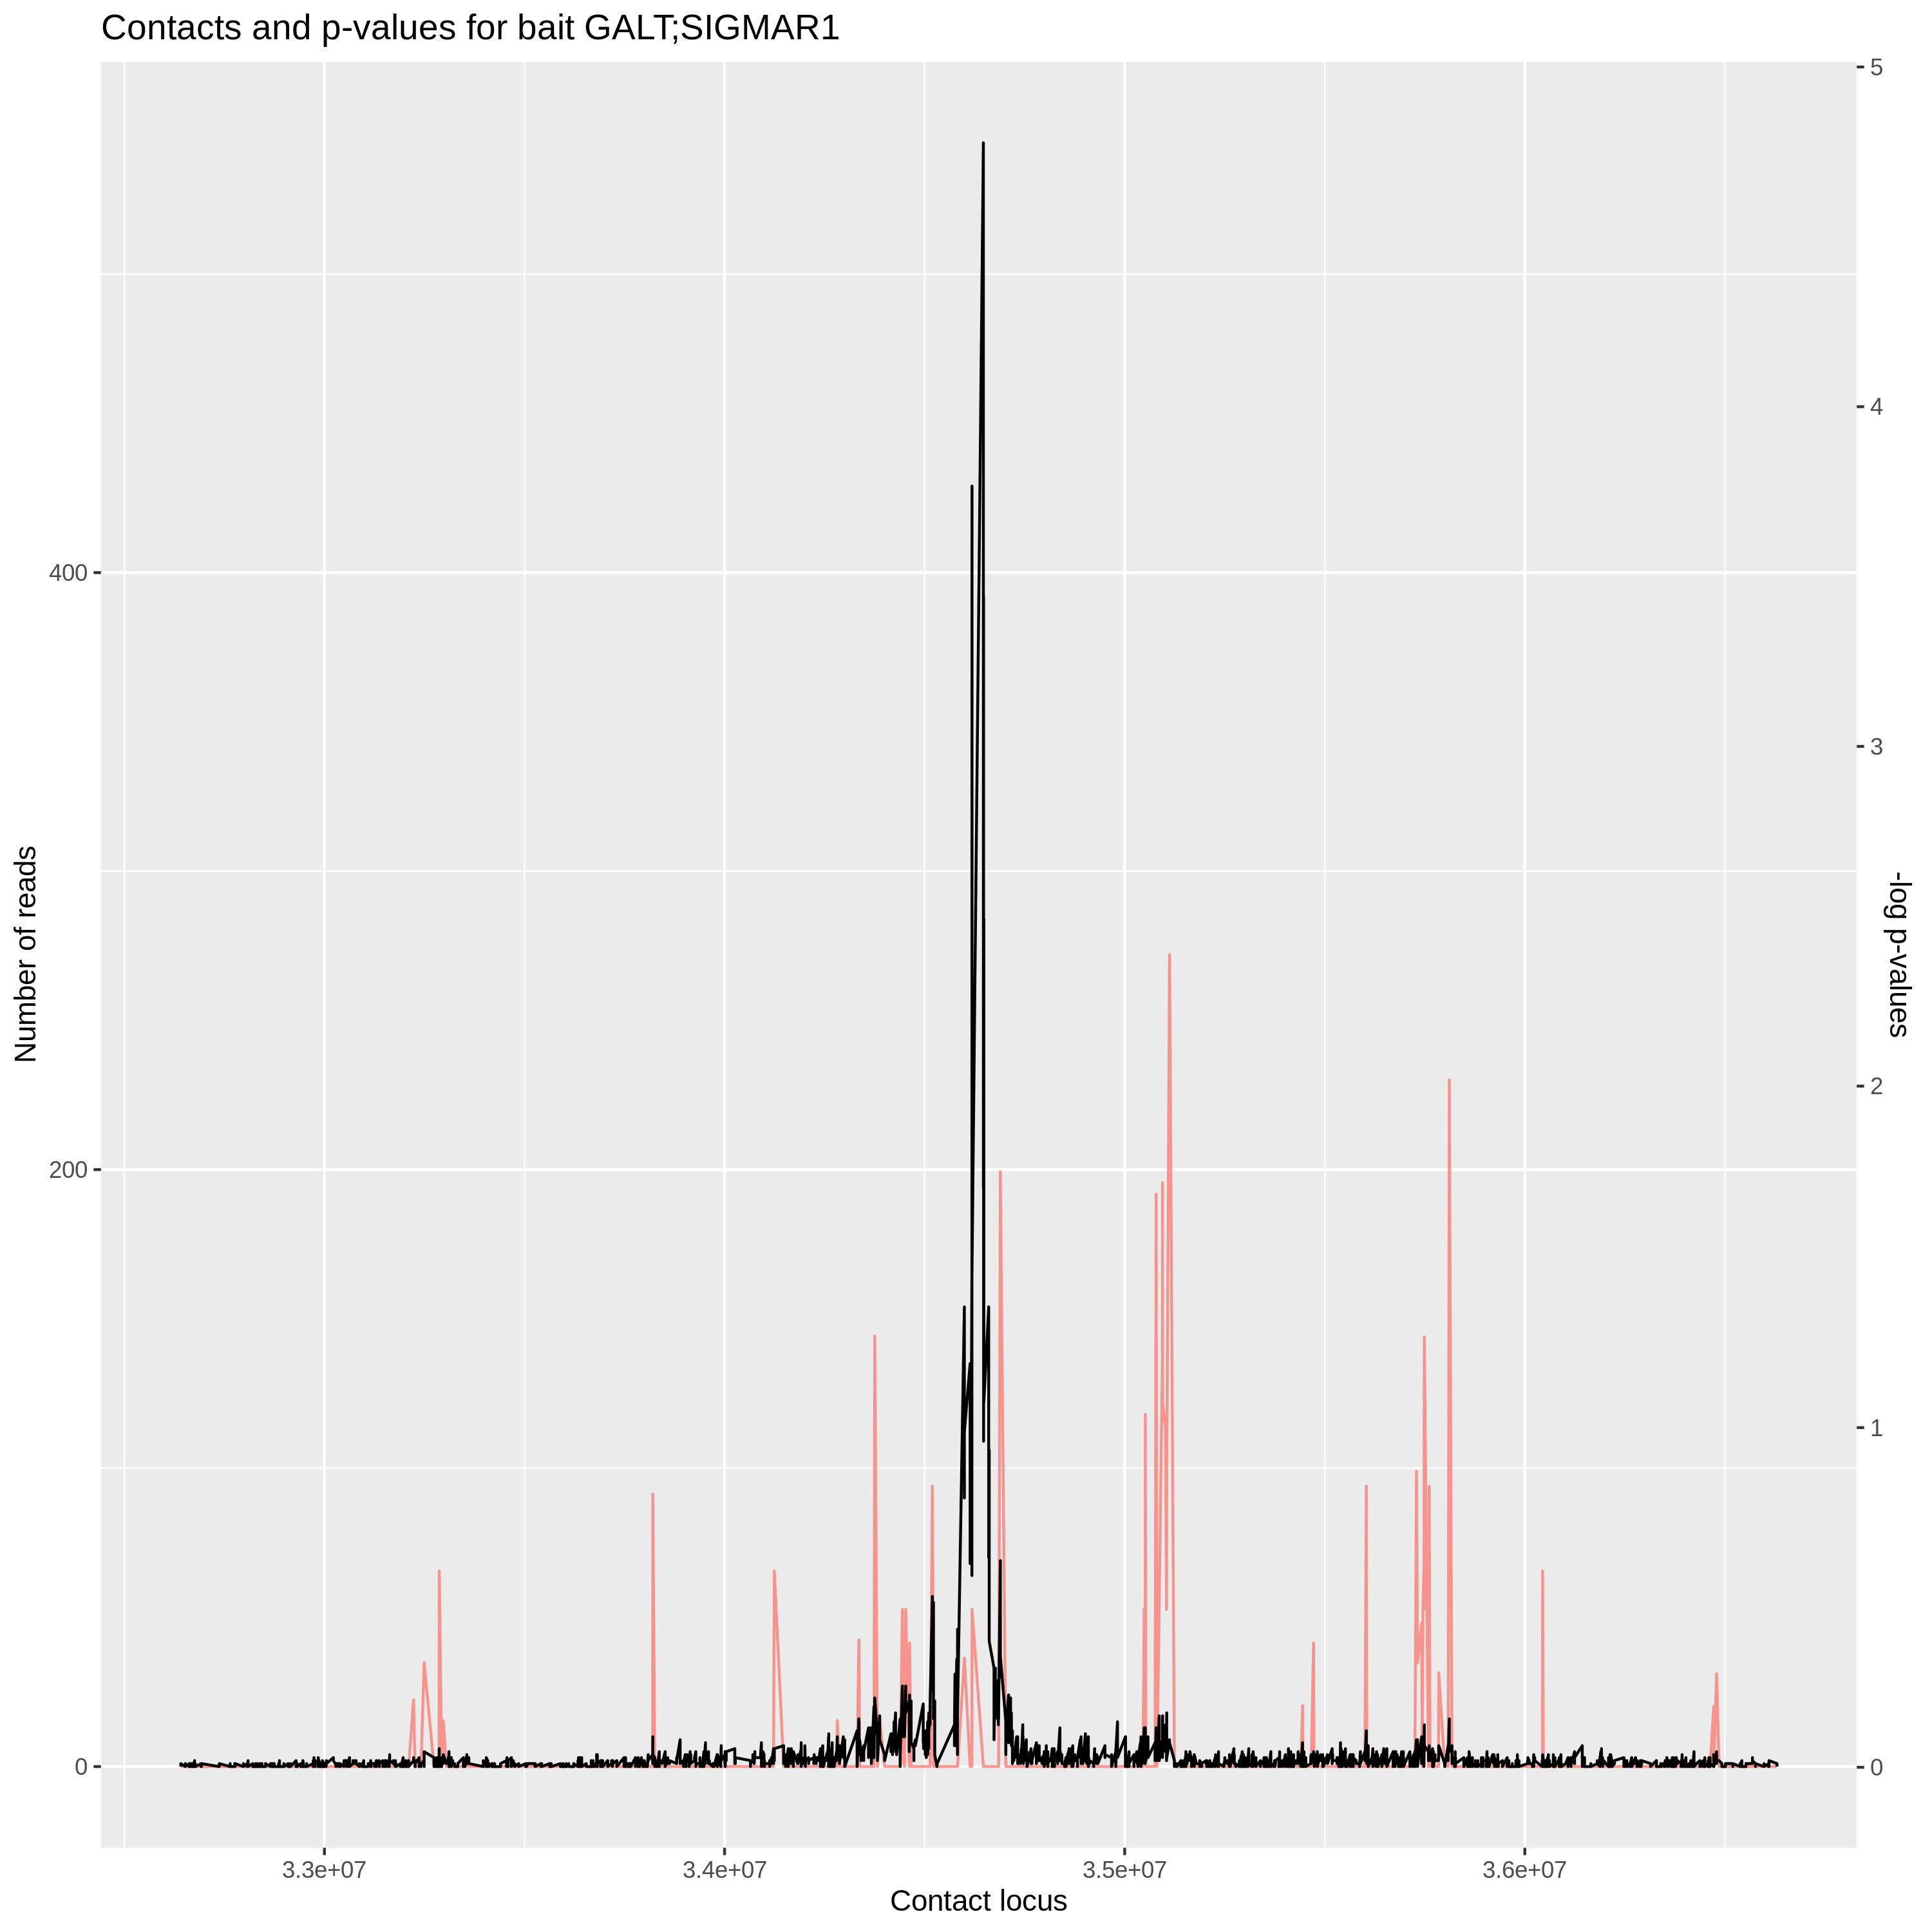 Contacts and p-values for bait GALT;SIGMAR1
5
4
400
3
Number of reads
-log p-values
2
200
1
0
0
3.3e+07
3.4e+07
3.5e+07
3.6e+07
Contact locus